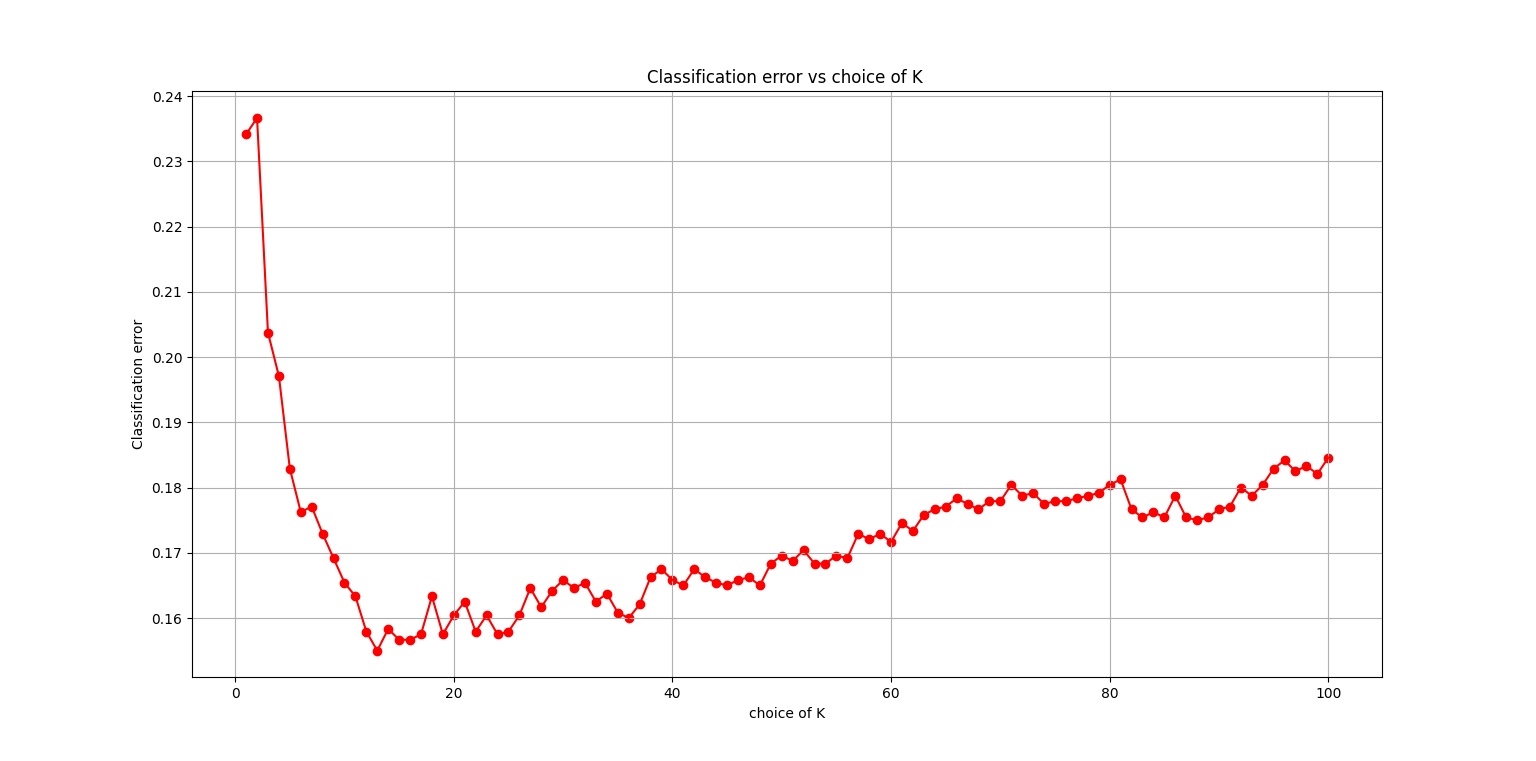 Classification error vs choice of K
0.24
0.23
0.22
0.21
0.20
0.19
0.18
0.17
0.16
Classification error
0 20 40 60 80 100
choice of K